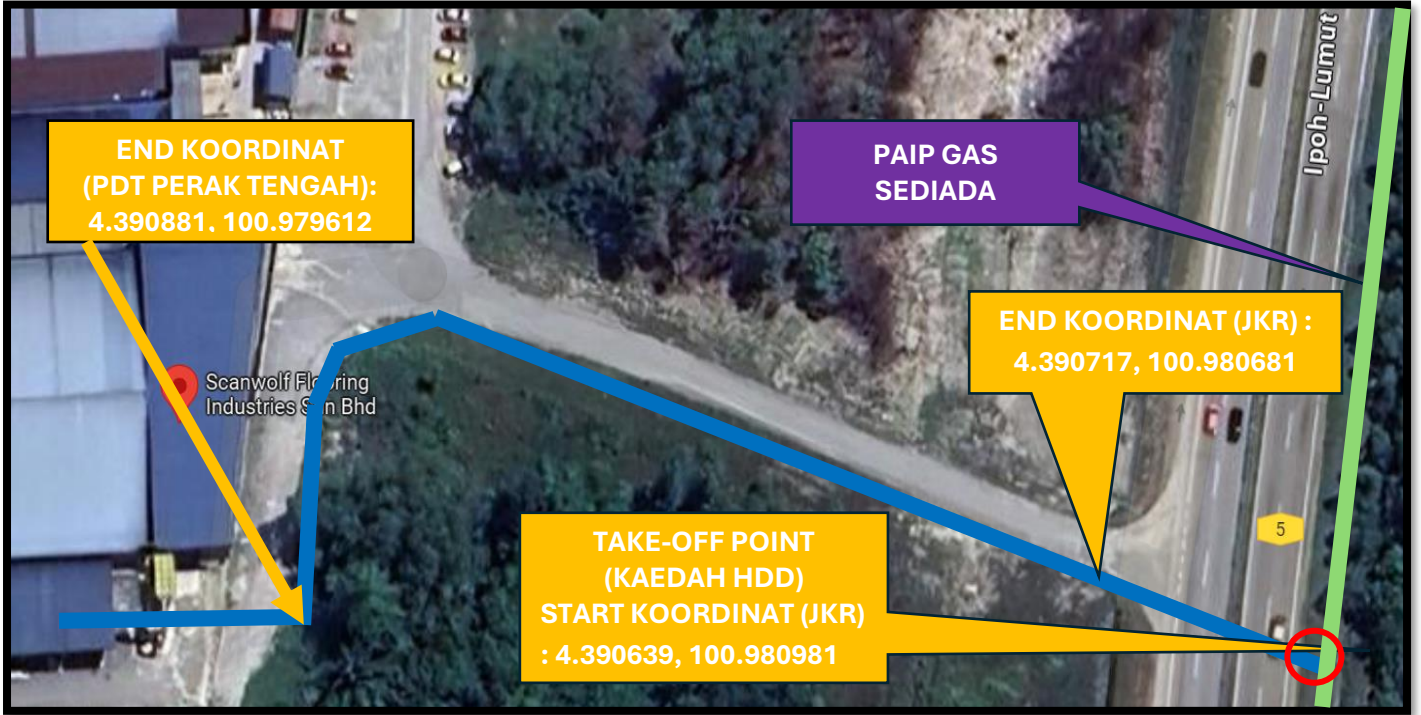 END KOORDINAT
(PDT PERAK TENGAH):
4.390881, 100.979612
PAIP GAS
SEDIADA
Ipoh-Lumut
END KOORDINAT (JKR) :
4.390717, 100.980681
Scanwolf Flooring
Industries Sdn Bhd
TAKE-OFF POINT
(KAEDAH HDD)
START KOORDINAT (JKR)
: 4.390639, 100.980981
5